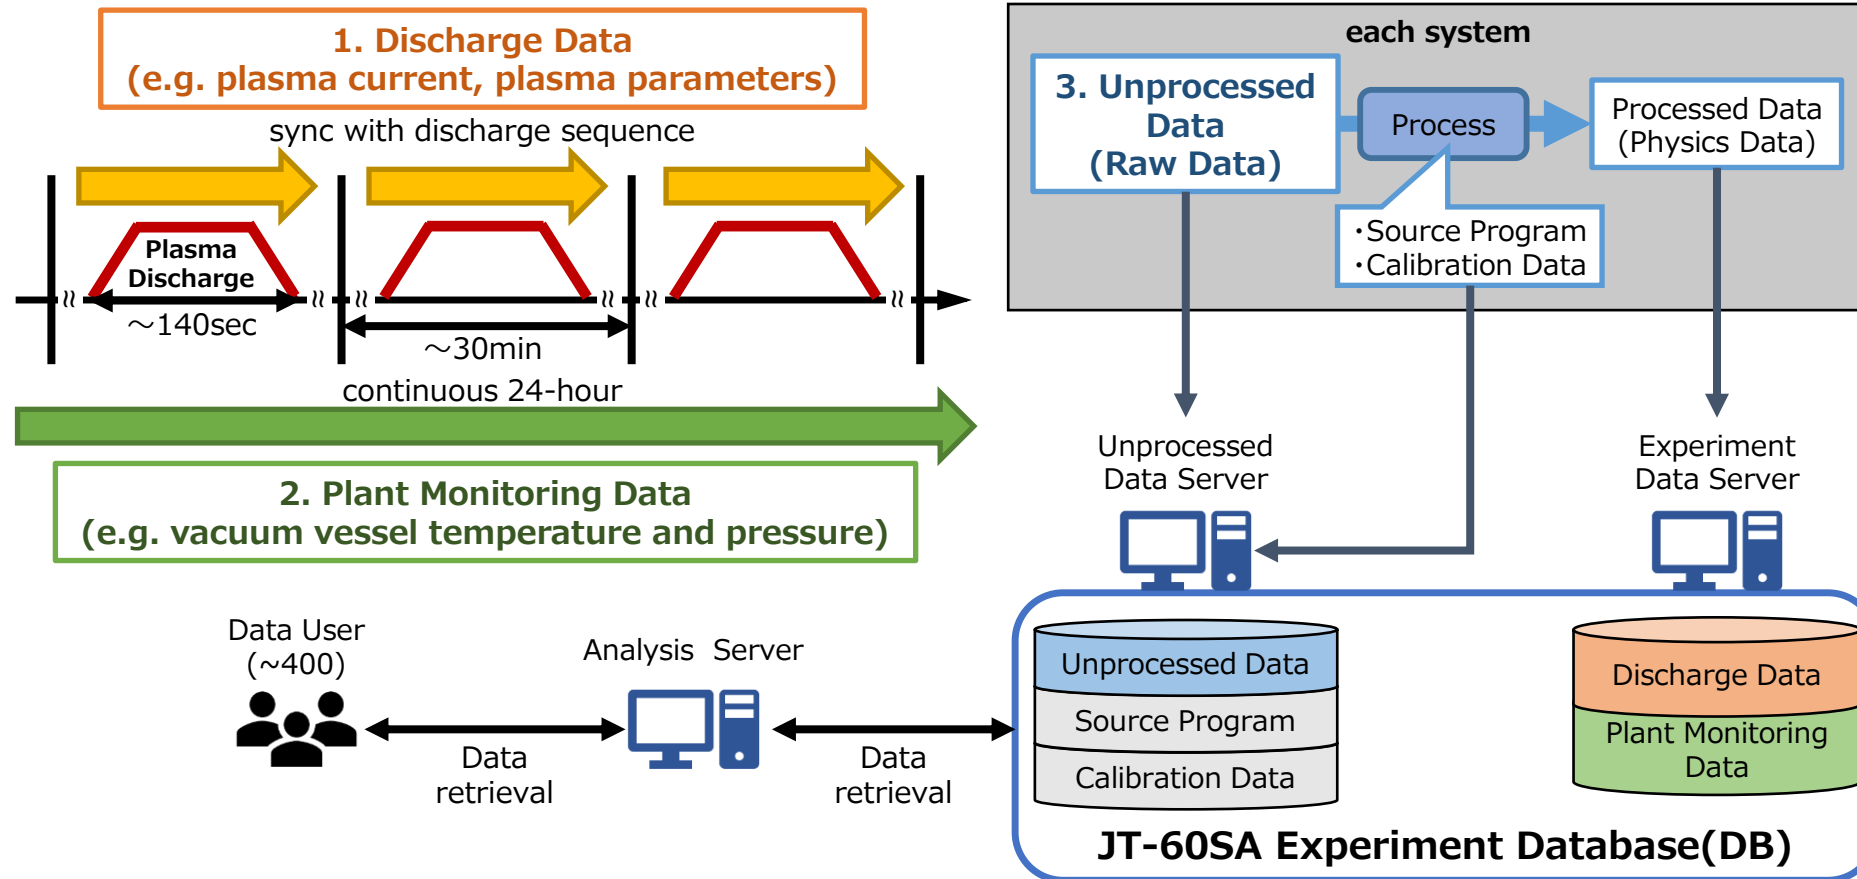 1. Discharge Data
(e.g. plasma current, plasma parameters)
sync with discharge sequence
Plasma
Discharge
～140sec
～30min
continuous 24-hour
2. Plant Monitoring Data
(e.g. vacuum vessel temperature and pressure)
each system
3. Unprocessed
Data
(Raw Data)
Process
Processed Data
(Physics Data)
・Source Program
・Calibration Data
Unprocessed
Data Server
Experiment
Data Server
Data User
(~400)
Analysis Server
Data
retrieval
Data
retrieval
Unprocessed Data
Source Program
Calibration Data
Discharge Data
Plant Monitoring
Data
JT-60SA Experiment Database(DB)